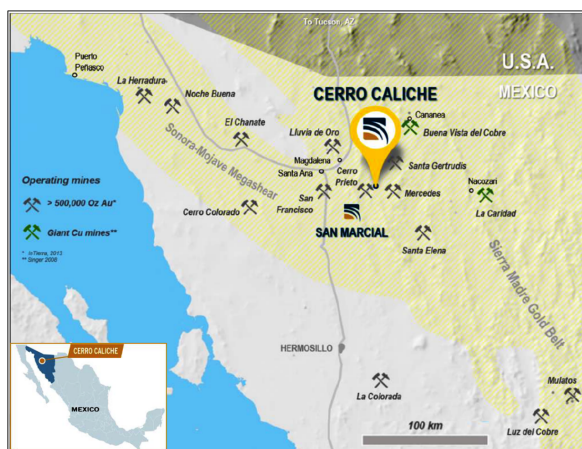 To Tucson, AZ
U.S.A.
MEXICO
Puerto
Peñasco
La Herradura
Noche Buena
El Chanate
CERRO CALICHE
Cananea
Buena Vista del Cobre
Lluvia de Oro
Magdalena
Santa Ana
Cerro
Prieto
Santa Gertrudis
Mercedes
Nacozari
La Caridad
Sonora-Mojave Megashear
Operating mines
> 500,000 Oz Au*
Giant Cu mines**
* InTierra, 2013
** Singer 2008
Cerro Colorado
San
Francisco
SAN MARCIAL
Santa Elena
Sierra Madre Gold Belt
HERMOSILLO
La Colorada
Mulatos
Luz del Cobre
100 km
CERRO CALICHE
MEXICO